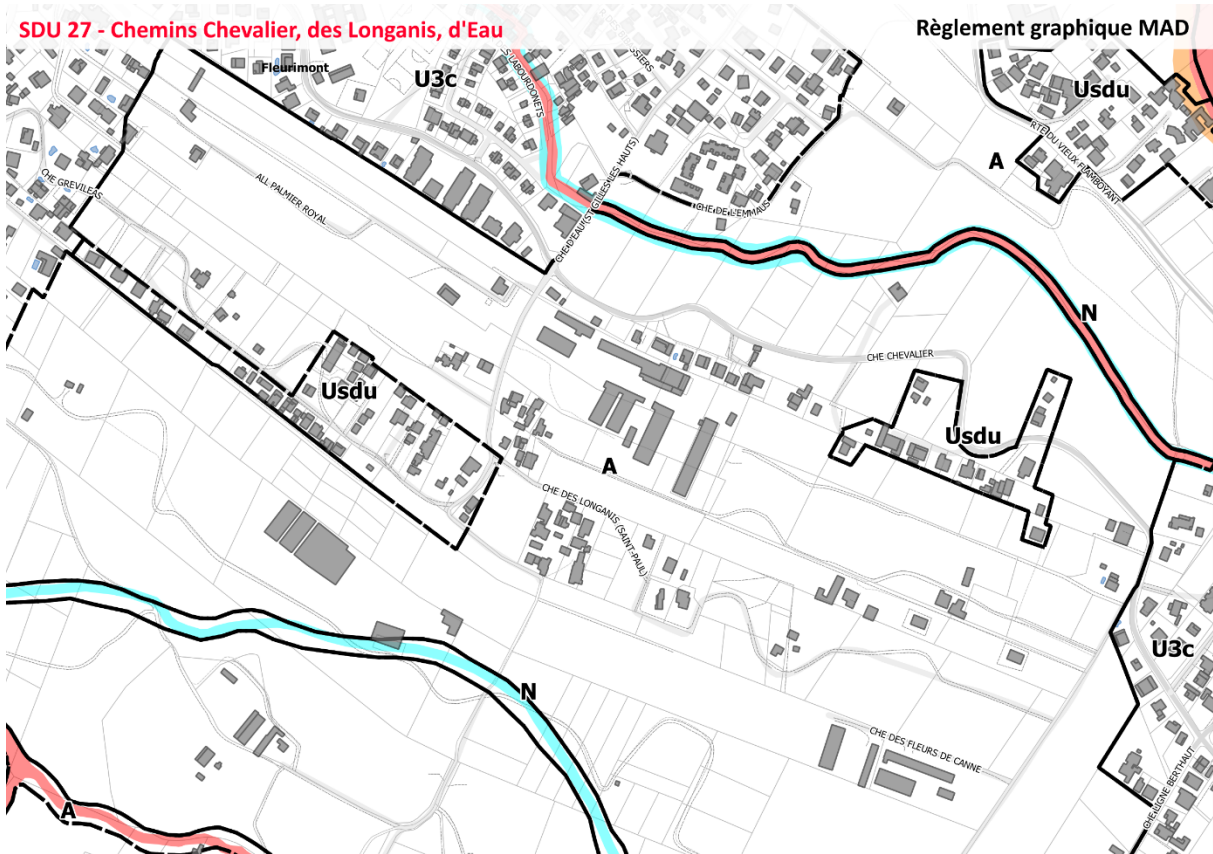 SDU 27 - Chemins Chevalier, des Longanis, d'Eau
Règlement graphique MAD
Fleurimont
U3c
Usdu
RTE DU VIEUX FLAMBOYANT
A
CHE GREVILEAS
ALL PALMIER ROYAL
CHE D'EAU (ST GILLES LES HAUTS)
CHE DE L'EMMAUS
N
CHE CHEVALIER
Usdu
Usdu
A
CHE DES LONGANIS (SAINT-PAUL)
U3c
N
CHE DES FLEURS DE CANNE
CHE LIGNE BERTHAUT
A